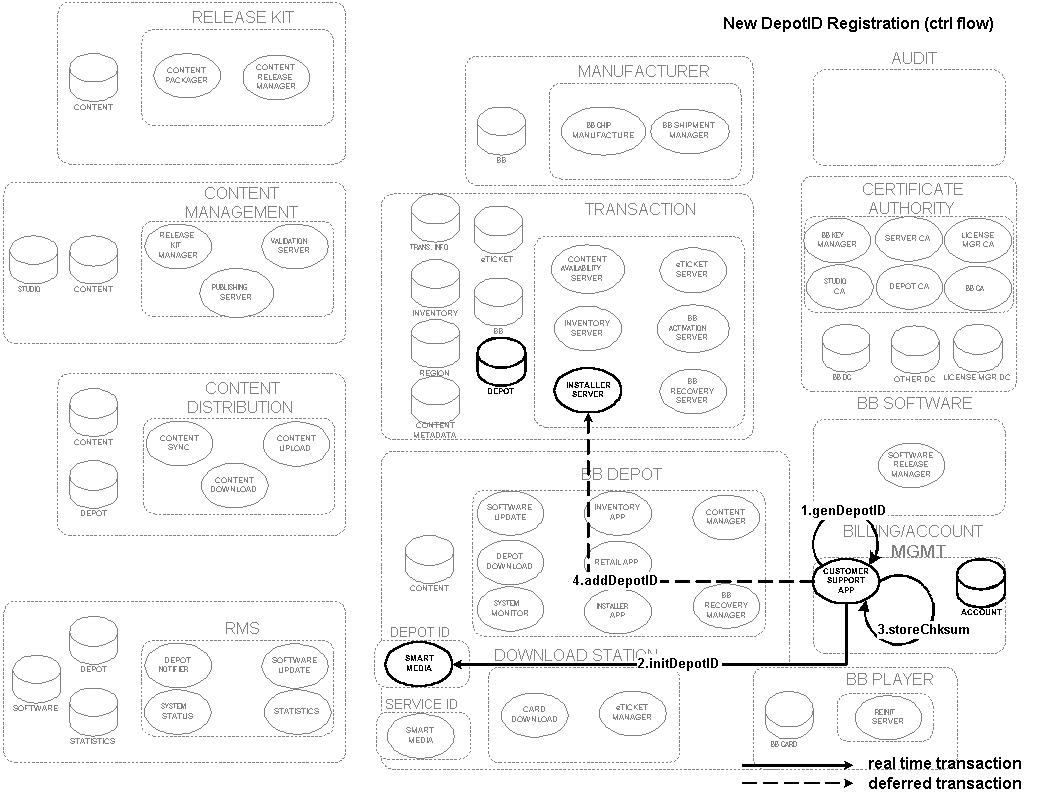 New DepotID Registration (ctrl flow)
RELEASE KIT
CONTENT
CONTENT
PACKAGER
CONTENT
RELEASE
MANAGER
MANUFACTURER
BB
BB CHIP
MANUFACTURE
BB SHIPMENT
MANAGER
AUDIT
CONTENT
MANAGEMENT
STUDIO
CONTENT
RELEASE
KIT
MANAGER
VALIDATION
SERVER
PUBLISHING
SERVER
TRANSACTION
TRANS. INFO
eTICKET
INVENTORY
BB
REGION
DEPOT
CONTENT
METADATA
CONTENT
AVAILABILITY
SERVER
eTICKET
SERVER
INVENTORY
SERVER
BB
ACTIVATION
SERVER
INSTALLER
SERVER
BB
RECOVERY
SERVER
CERTIFICATE
AUTHORITY
BB KEY
MANAGER
SERVER CA
LICENSE
MGR CA
STUDIO
CA
DEPOT CA
BB CA
BB DC
OTHER DC
LICENSE MGR DC
CONTENT
DISTRIBUTION
CONTENT
DEPOT
CONTENT
SYNC
CONTENT
UPLOAD
CONTENT
DOWNLOAD
BB SOFTWARE
SOFTWARE
RELEASE
MANAGER
BB DEPOT
CONTENT
SOFTWARE
UPDATE
INVENTORY
APP
CONTENT
MANAGER
DEPOT
DOWNLOAD
RETAIL APP
SYSTEM
MONITOR
INSTALLER
APP
BB
RECOVERY
MANAGER
1.genDepotID
BILLING/ACCOUNT
MGMT
CUSTOMER
SUPPORT
APP
ACCOUNT
3.storeChksum
4.addDepotID
RMS
SOFTWARE
DEPOT
STATISTICS
DEPOT
NOTIFIER
SOFTWARE
UPDATE
SYSTEM
STATUS
STATISTICS
DEPOT ID
SMART
MEDIA
2.initDepotID
DOWNLOAD STATION
CARD
DOWNLOAD
eTICKET
MANAGER
SERVICE ID
SMART
MEDIA
BB PLAYER
BB CARD
REINIT
SERVER
real time transaction
deferred transaction